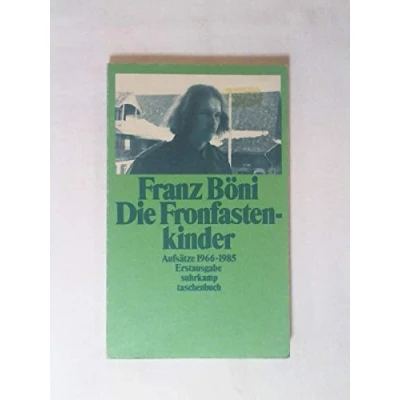 Franz Böni
Die Fronfasten-
kinder
Aufsätze 1966-1985
Erstausgabe
suhrkamp
taschenbuch